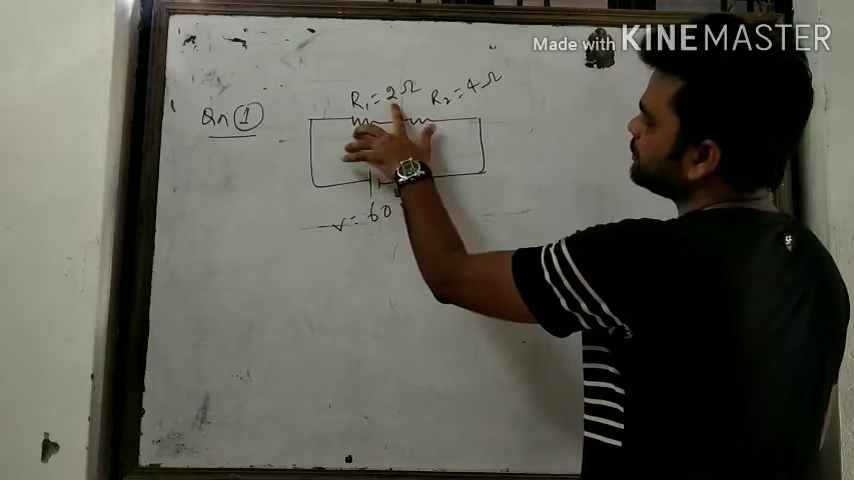 Made with KINEMASTER
R₁ = 2 Ω R₂ = 4 Ω
Qn ①
V = 60